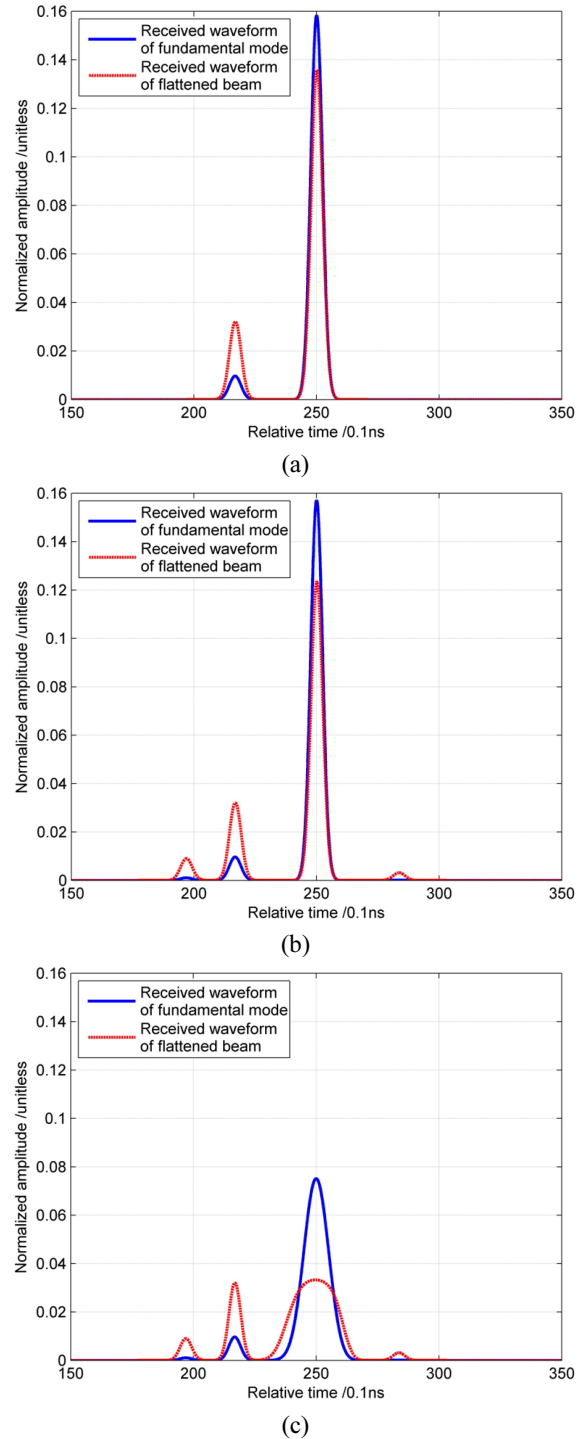 0.16
0.14
0.12
0.1
0.08
0.06
0.04
0.02
0
Normalized amplitude /unitless
Received waveform
of fundamental mode
Received waveform
of flattened beam
150 200 250 300 350
Relative time /0.1ns
(a)
0.16
0.14
0.12
0.1
0.08
0.06
0.04
0.02
0
Normalized amplitude /unitless
Received waveform
of fundamental mode
Received waveform
of flattened beam
150 200 250 300 350
Relative time /0.1ns
(b)
0.16
0.14
0.12
0.1
0.08
0.06
0.04
0.02
0
Normalized amplitude /unitless
Received waveform
of fundamental mode
Received waveform
of flattened beam
150 200 250 300 350
Relative time /0.1ns
(c)